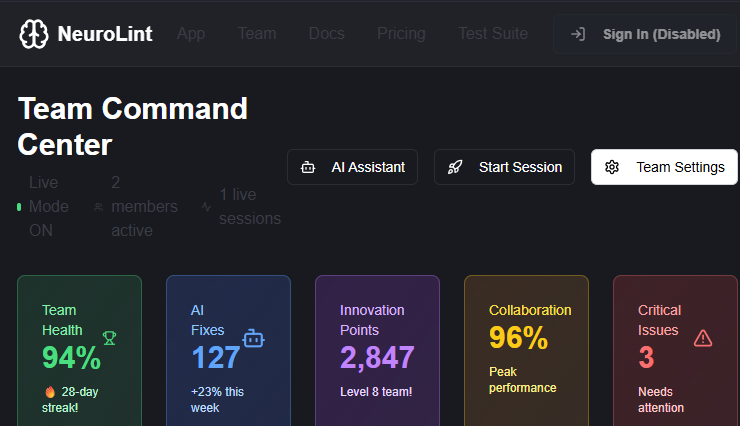 NeuroLint App Team Docs Pricing Test Suite Sign In (Disabled)
Team Command
Center
AI Assistant Start Session Team Settings
Live
Mode
ON
2
members
active
1 live
sessions
Team
Health
94%
🔥 28-day
streak!
AI
Fixes
127
+23% this
week
Innovation
Points
2,847
Level 8 team!
Collaboration
96%
Peak
performance
Critical
Issues
3
Needs
attention